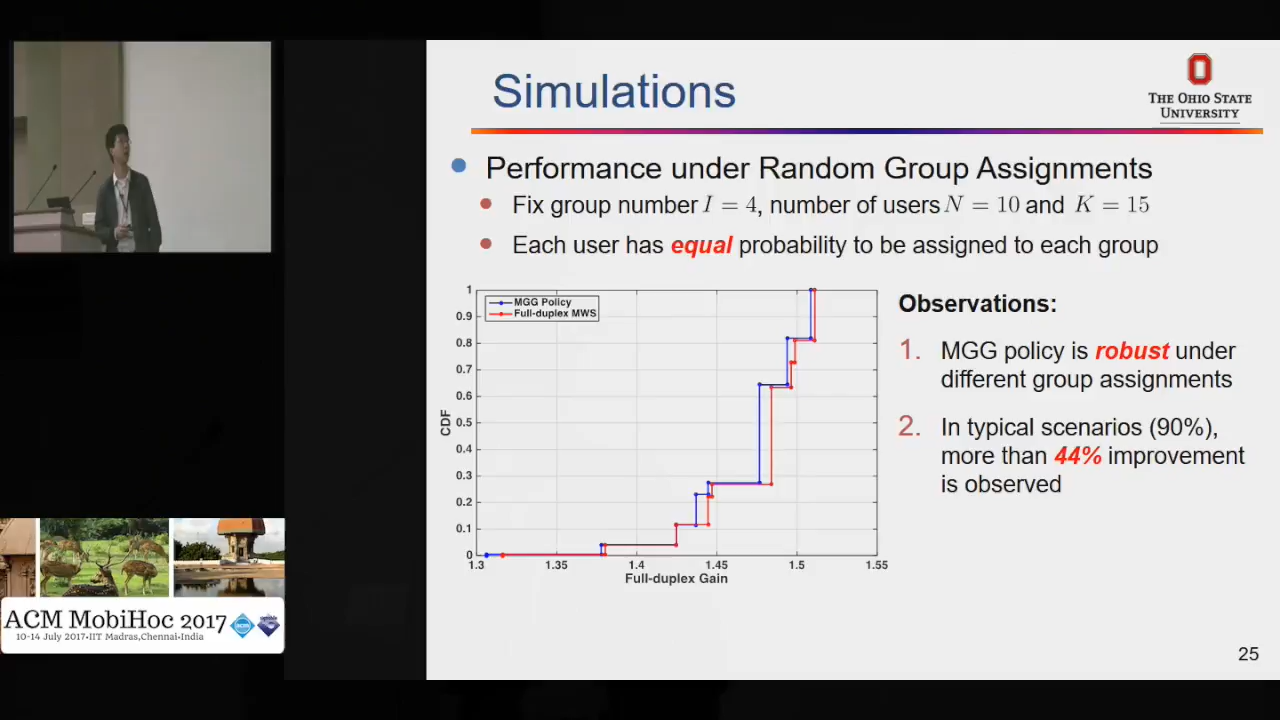 Simulations
THE OHIO STATE
UNIVERSITY
Performance under Random Group Assignments
Fix group number I = 4, number of users N = 10 and K = 15
Each user has equal probability to be assigned to each group
MGG Policy
Full-duplex MWS
1
0.9
0.8
0.7
0.6
0.5
0.4
0.3
0.2
0.1
0
CDF
1.3
1.35
1.4
1.45
1.5
1.55
Full-duplex Gain
Observations:
1. MGG policy is robust under
different group assignments
2. In typical scenarios (90%),
more than 44% improvement
is observed
ACM MobiHoc 2017
10-14 July 2017•IIT Madras,Chennai•India
25